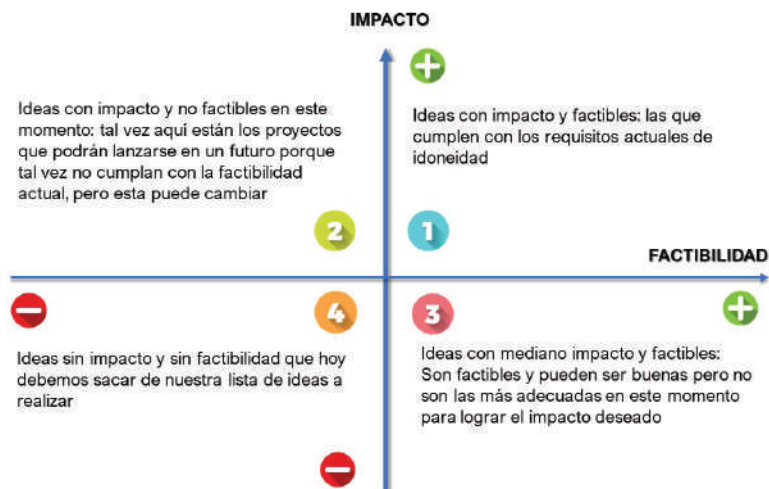 IMPACTO
Ideas con impacto y no factibles en este
momento: tal vez aquí están los proyectos
que podrán lanzarse en un futuro porque
tal vez no cumplan con la factibilidad
actual, pero esta puede cambiar
Ideas con impacto y factibles: las que
cumplen con los requisitos actuales de
idoneidad
2
1
FACTIBILIDAD
4
3
Ideas sin impacto y sin factibilidad que hoy
debemos sacar de nuestra lista de ideas a
realizar
Ideas con mediano impacto y factibles:
Son factibles y pueden ser buenas pero no
son las más adecuadas en este momento
para lograr el impacto deseado